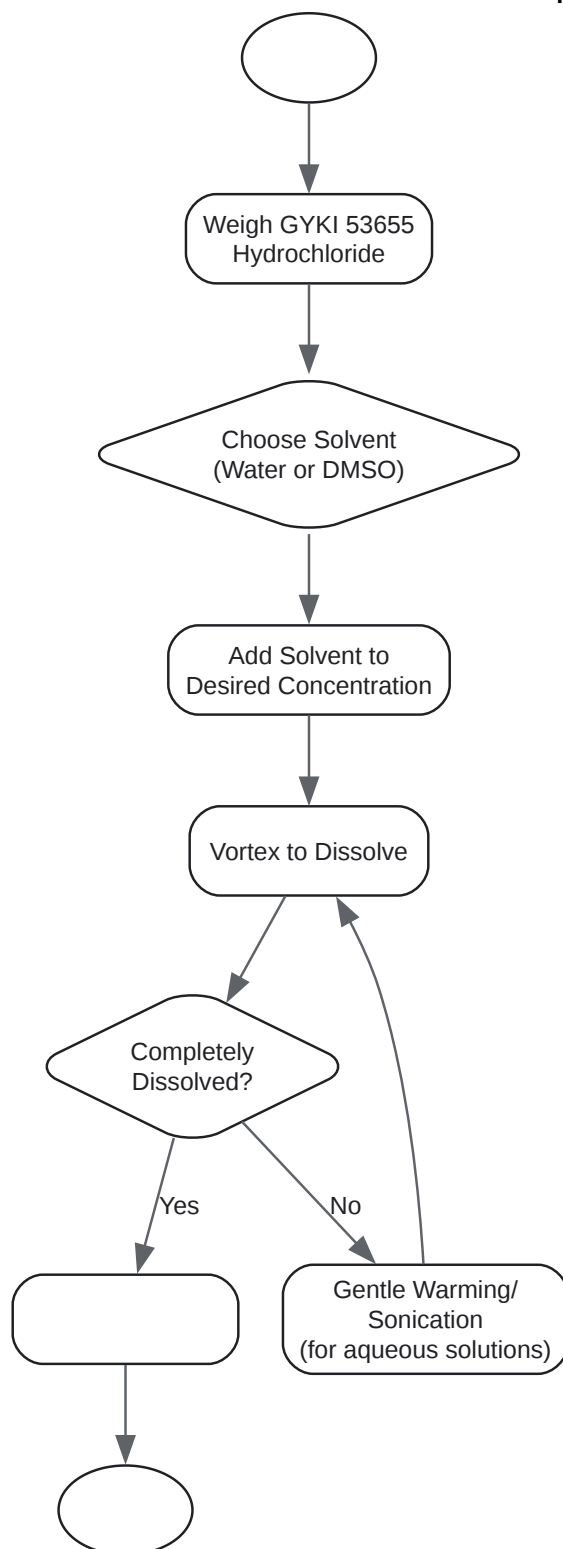 Weigh GYKI 53655
Hydrochloride
Choose Solvent
(Water or DMSO)
Add Solvent to
Desired Concentration
Vortex to Dissolve
Completely
Dissolved?
Yes
No
Gentle Warming/
Sonication
(for aqueous solutions)